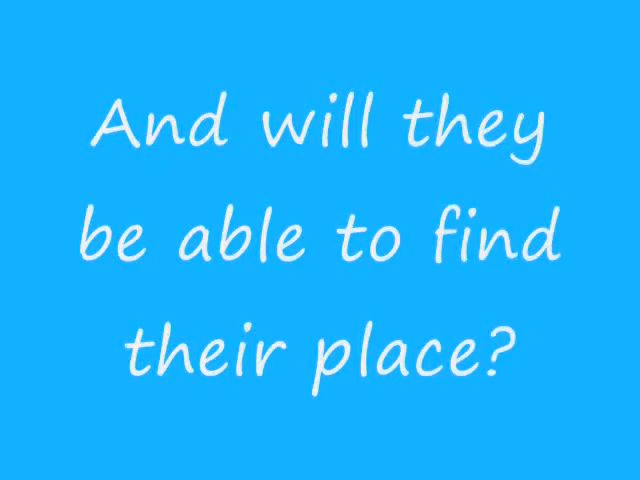 And will they
be able to find
their place?